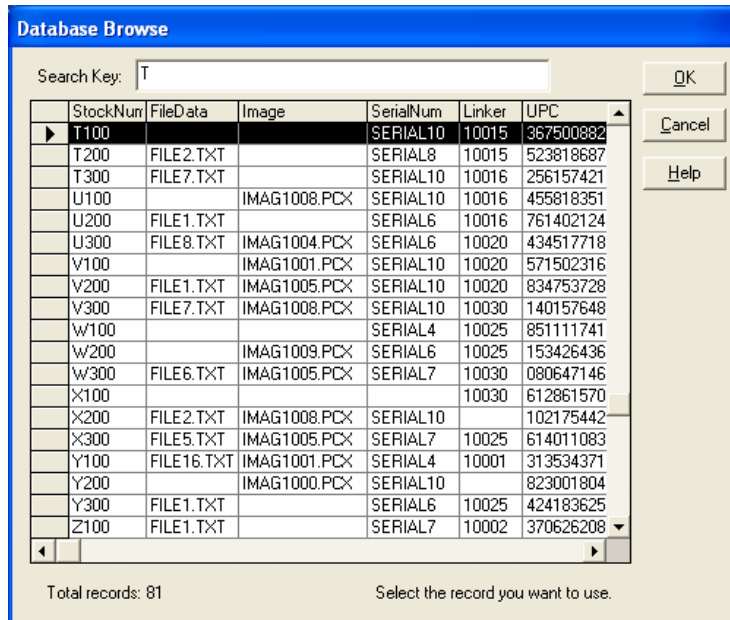 Database Browse
Search Key: T
OK
StockNum FileData Image SerialNum Linker UPC
Cancel
T100 SERIAL10 10015 367500882
T200 FILE2.TXT SERIAL8 10015 523818687
Help
T300 FILE7.TXT SERIAL10 10016 256157421
U100 IMAG1008.PCX SERIAL10 10016 455818351
U200 FILE1.TXT SERIAL6 10016 761402124
U300 FILE8.TXT IMAG1004.PCX SERIAL6 10020 434517718
V100 IMAG1001.PCX SERIAL10 10020 571502316
V200 FILE1.TXT IMAG1005.PCX SERIAL10 10020 834753728
V300 FILE7.TXT IMAG1008.PCX SERIAL10 10030 140157648
W100 SERIAL4 10025 851111741
W200 IMAG1009.PCX SERIAL6 10025 153426436
W300 FILE6.TXT IMAG1005.PCX SERIAL7 10030 080647146
X100 10030 612861570
X200 FILE2.TXT IMAG1008.PCX SERIAL10 102175442
X300 FILE5.TXT IMAG1005.PCX SERIAL7 10025 614011083
Y100 FILE16.TXT IMAG1001.PCX SERIAL4 10001 313534371
Y200 IMAG1000.PCX SERIAL10 823001804
Y300 FILE1.TXT SERIAL6 10025 424183625
Z100 FILE1.TXT SERIAL7 10002 370626208
Total records: 81
Select the record you want to use.